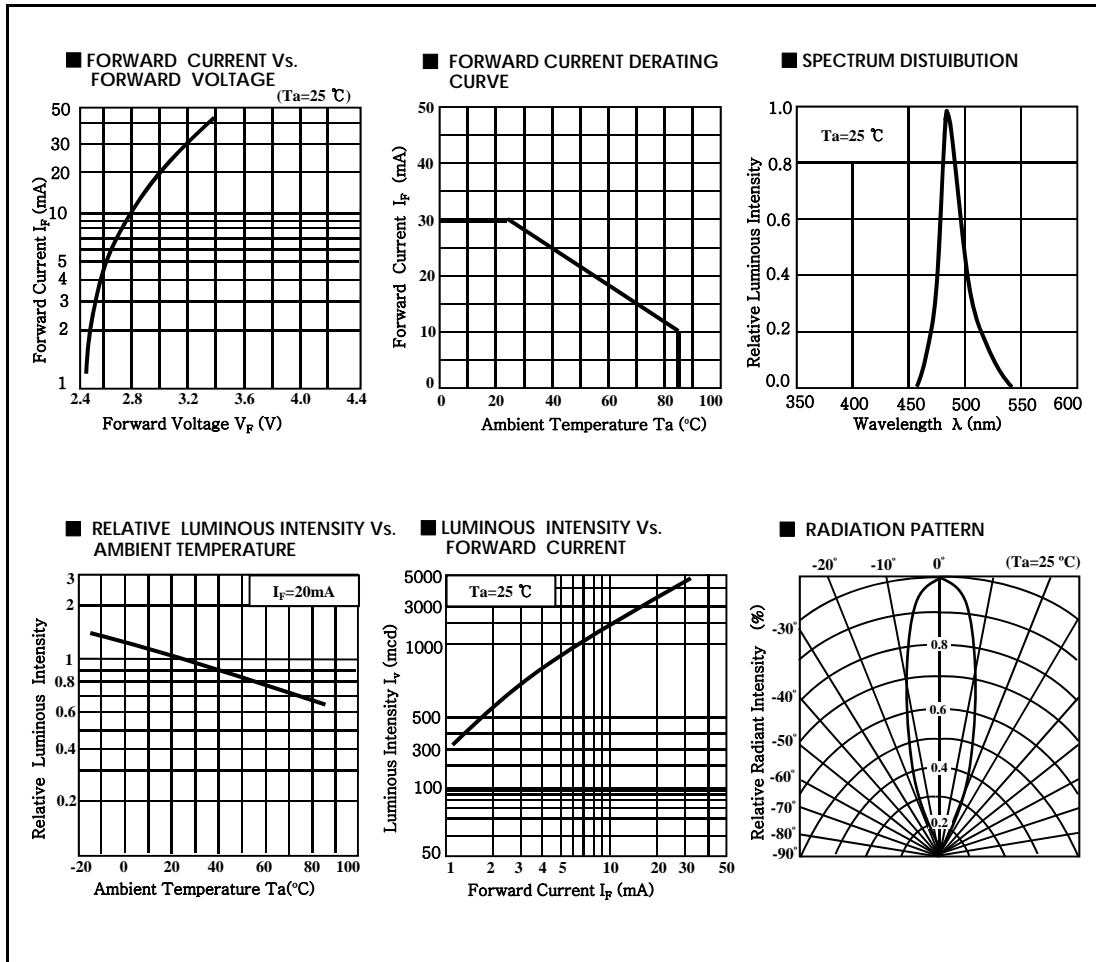 ■ FORWARD CURRENT Vs.
FORWARD VOLTAGE
(Ta=25 ℃)
50
30
20
10
5
4
3
2
1
2.4 2.8 3.2 3.6 4.0 4.4
Forward Current IF (mA)
Forward Voltage VF (V)
■ FORWARD CURRENT DERATING
CURVE
50
40
30
20
10
0
0 20 40 60 80 100
Forward Current IF (mA)
Ambient Temperature Ta (°C)
■ SPECTRUM DISTUIBUTION
Ta=25 ℃
1.0
0.8
0.6
0.4
0.2
0.0
350 400 450 500 550 600
Relative Luminous Intensity
Wavelength λ (nm)
■ RELATIVE LUMINOUS INTENSITY Vs.
AMBIENT TEMPERATURE
IF=20mA
3
2
1
0.8
0.6
0.4
0.2
-20 0 20 40 60 80 100
Relative Luminous Intensity
Ambient Temperature Ta(°C)
■ LUMINOUS INTENSITY Vs.
FORWARD CURRENT
Ta=25 ℃
5000
3000
1000
500
300
100
50
1 2 3 4 5 10 20 30 50
Luminous Intensity Iv (mcd)
Forward Current IF (mA)
■ RADIATION PATTERN
-20° -10° 0° (Ta=25 °C)
-30°
-40°
-50°
-60°
-70°
-80°
-90°
0.8
0.6
0.4
0.2
Relative Radiant Intensity (%)